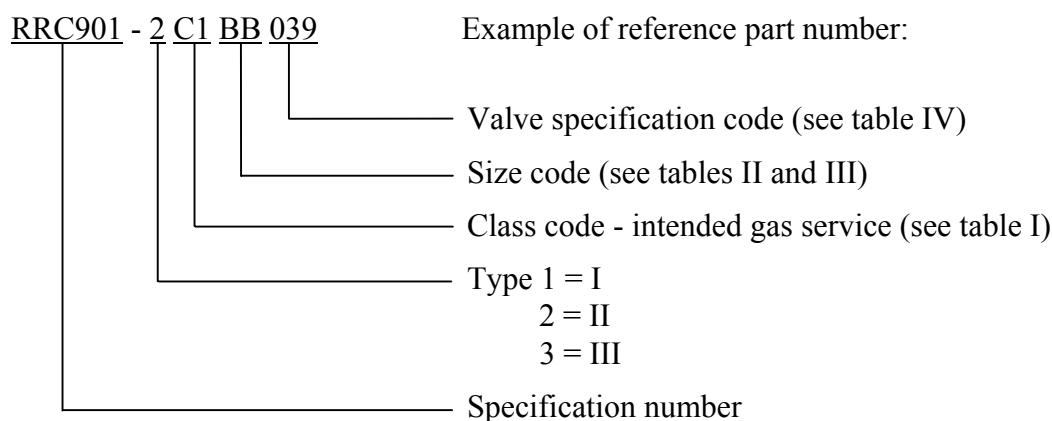 RRC901 - 2 C1 BB 039 Example of reference part number:
Valve specification code (see table IV)
Size code (see tables II and III)
Class code - intended gas service (see table I)
Type 1 = I
2 = II
3 = III
Specification number